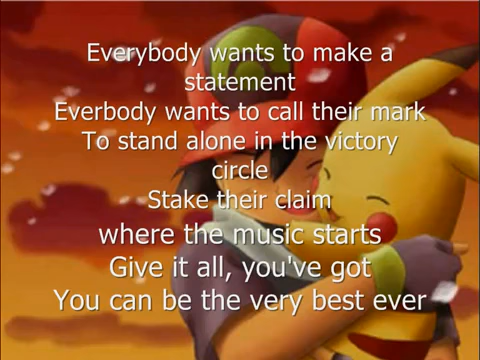 Everybody wants to make a
statement
Everbody wants to call their mark
To stand alone in the victory
circle
Stake their claim
where the music starts
Give it all, you've got
You can be the very best ever